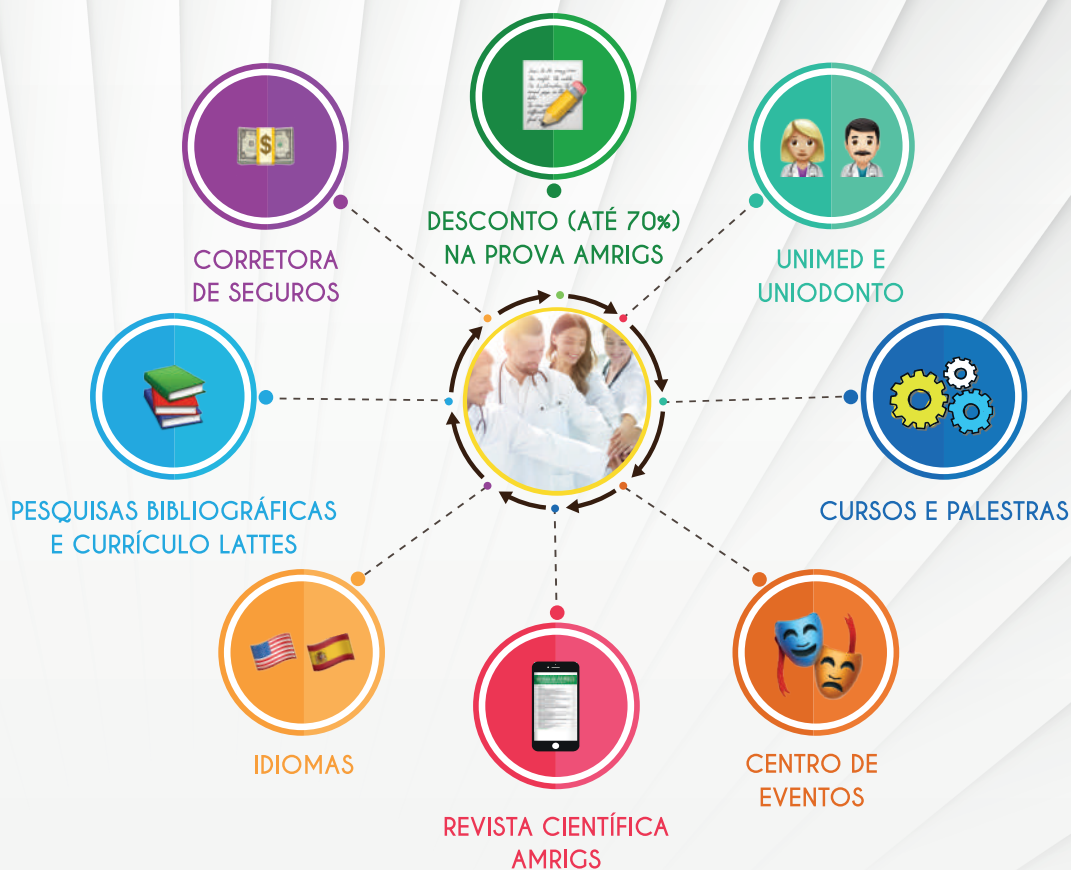 DESCONTO (ATÉ 70%)
NA PROVA AMRIGS
UNIMED E
UNIODONTO
CURSOS E PALESTRAS
CENTRO DE
EVENTOS
REVISTA CIENTÍFICA
AMRIGS
IDIOMAS
PESQUISAS BIBLIOGRÁFICAS
E CURRÍCULO LATTES
CORRETORA
DE SEGUROS
$